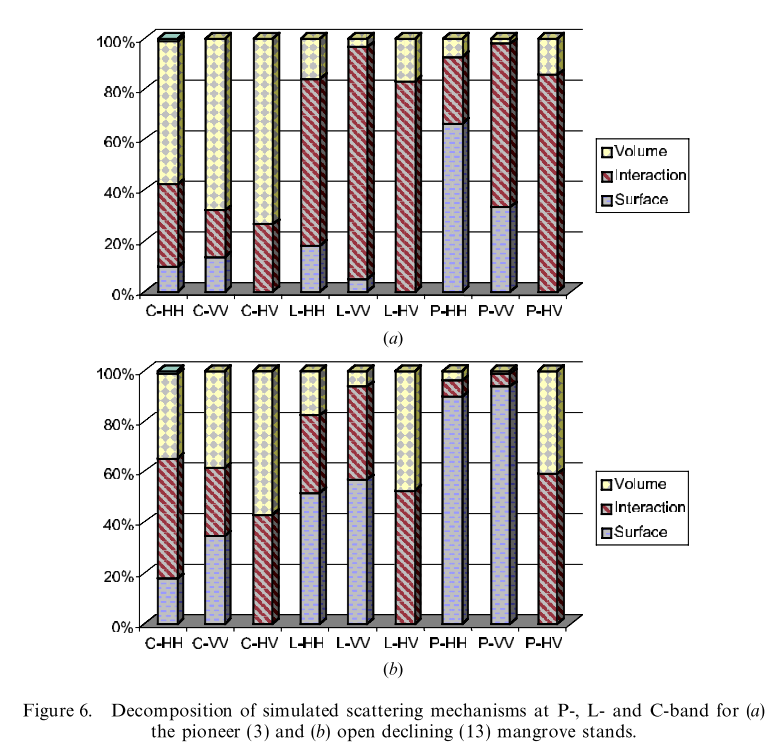 100%
80%
60%
40%
20%
0%
C-HH C-VV C-HV L-HH L-VV L-HV P-HH P-VV P-HV
Volume
Interaction
Surface
(a)
100%
80%
60%
40%
20%
0%
C-HH C-VV C-HV L-HH L-VV L-HV P-HH P-VV P-HV
Volume
Interaction
Surface
(b)
Figure 6. Decomposition of simulated scattering mechanisms at P-, L- and C-band for (a)
the pioneer (3) and (b) open declining (13) mangrove stands.